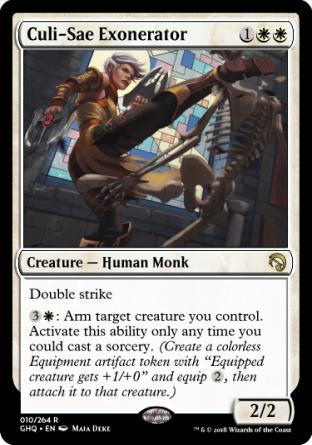 Culi-Sae Exonerator 1
Creature — Human Monk
Double strike
3 : Arm target creature you control.
Activate this ability only any time you
could cast a sorcery. (Create a colorless
Equipment artifact token with “Equipped
creature gets +1/+0” and equip 2, then
attach it to that creature.)
2/2
010/264 R
GHQ • EN Maia Deke
™ & © 2018 Wizards of the Coast